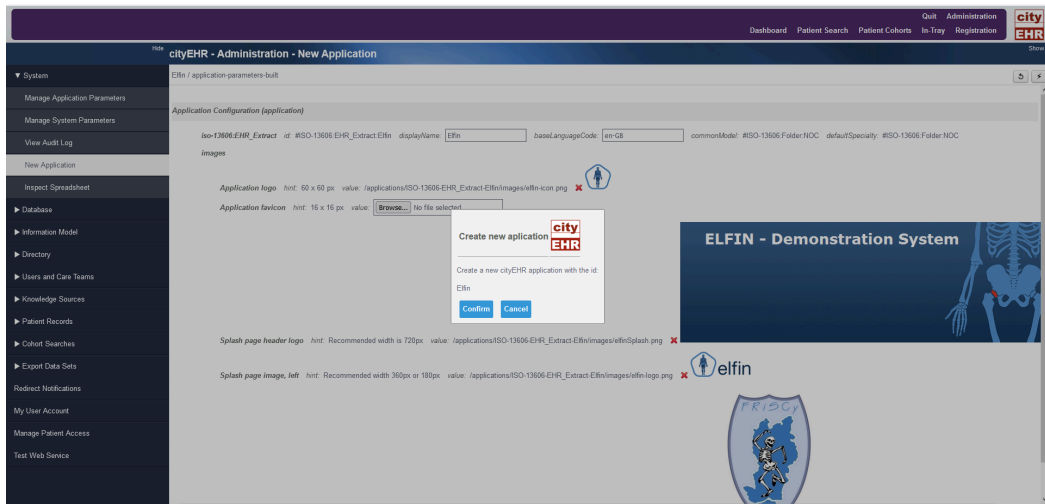 Quit Administration
Dashboard Patient Search Patient Cohorts In-Tray Registration
city
EHR
Hide
cityEHR - Administration - New Application
Show
▼ System
Manage Application Parameters
Manage System Parameters
View Audit Log
New Application
Inspect Spreadsheet
▶ Database
▶ Information Model
▶ Directory
▶ Users and Care Teams
▶ Knowledge Sources
▶ Patient Records
▶ Cohort Searches
▶ Export Data Sets
Redirect Notifications
My User Account
Manage Patient Access
Test Web Service
Elfin / application-parameters-built
Application Configuration (application)
iso-13606:EHR_Extract id: #ISO-13606:EHR_Extract:Elfin displayName: Elfin baseLanguageCode: en-GB commonModel: #ISO-13606:Folder:NOC defaultSpecialty: #ISO-13606:Folder:NOC
images
Application logo hint: 60 x 60 px value: /applications/ISO-13606-EHR_Extract-Elfin/images/elfin-icon.png
Application favicon hint: 16 x 16 px value: Browse... No file selected.
Create new aplication
city
EHR
Create a new cityEHR application with the id:
Elfin
Confirm Cancel
ELFIN - Demonstration System
Splash page header logo hint: Recommended width is 720px value: /applications/ISO-13606-EHR_Extract-Elfin/images/elfinSplash.png
Splash page image, left hint: Recommended width 360px or 180px value: /applications/ISO-13606-EHR_Extract-Elfin/images/elfin-logo.png
elfin
FRISCy